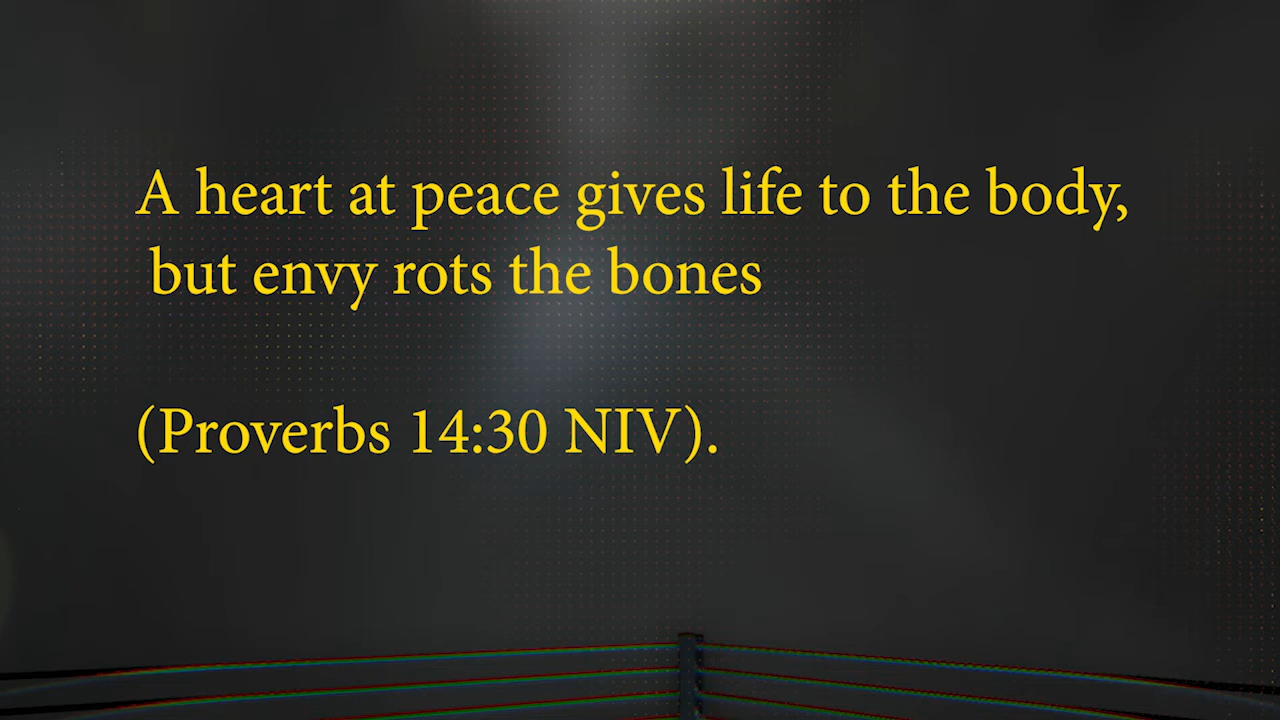 A heart at peace gives life to the body,
but envy rots the bones
(Proverbs 14:30 NIV).